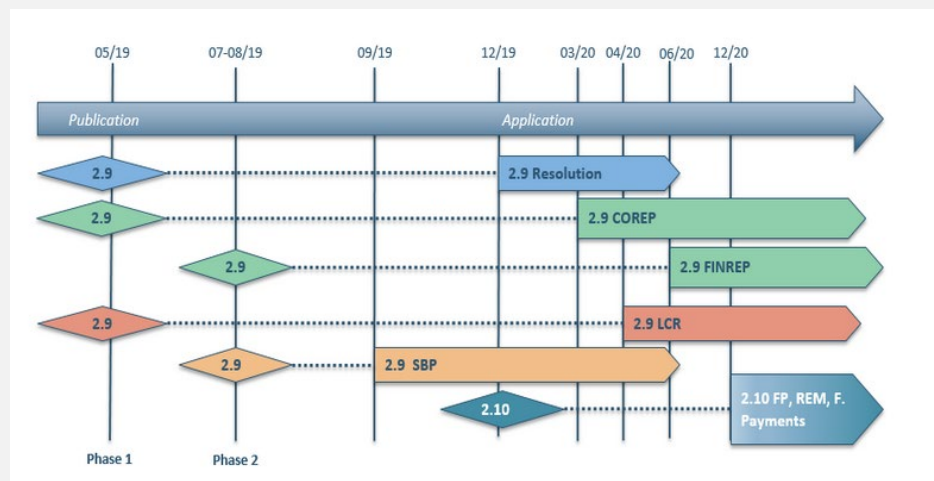 05/19
07-08/19
09/19
12/19
03/20
04/20
06/20
12/20
Publication
Application
2.9
2.9 Resolution
2.9
2.9 COREP
2.9
2.9 FINREP
2.9
2.9 LCR
2.9
2.9 SBP
2.10
2.10 FP, REM, F.
Payments
Phase 1
Phase 2